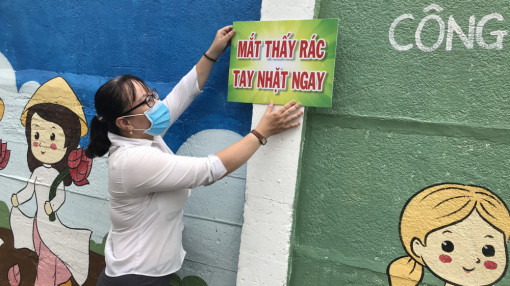 MẮT THẤY RÁC
TAY NHẶT NGAY
CÔNG